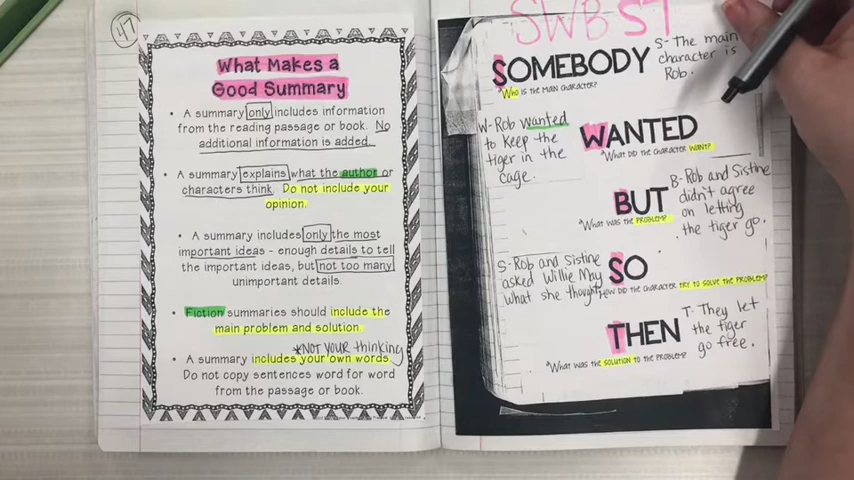 47
What Makes a
Good Summary
• A summary only includes information
from the reading passage or book. No
additional information is added.
• A summary explains what the author or
characters think. Do not include your
opinion.
• A summary includes only the most
important ideas - enough details to tell
the important ideas, but not too many
unimportant details.
• Fiction summaries should include the
main problem and solution.
*NOT YOUR thinking
• A summary includes your own words.
Do not copy sentences word for word
from the passage or book.
SWBST
SOMEBODY
*Who is the main character?
S- The main
character is
Rob.
W-Rob wanted
to keep the
tiger in the
cage.
WANTED
*What did the character want?
BUT
*What was the problem?
B-Rob and Sistine
didn't agree
on letting
the tiger go.
S-Rob and Sistine
asked Willie May
what she thought.
SO
How did the character try to solve the problem?
THEN
*What was the solution to the problem?
T- They let
the tiger
go free.